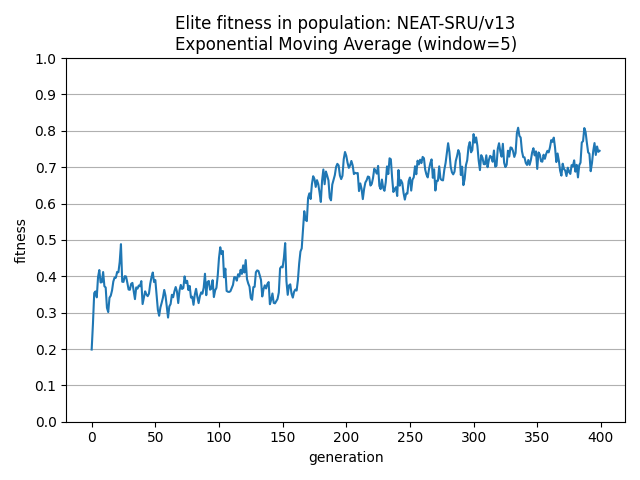 Elite fitness in population: NEAT-SRU/v13
Exponential Moving Average (window=5)
1.0
0.9
0.8
0.7
0.6
0.5
0.4
0.3
0.2
0.1
0.0
fitness
0 50 100 150 200 250 300 350 400
generation